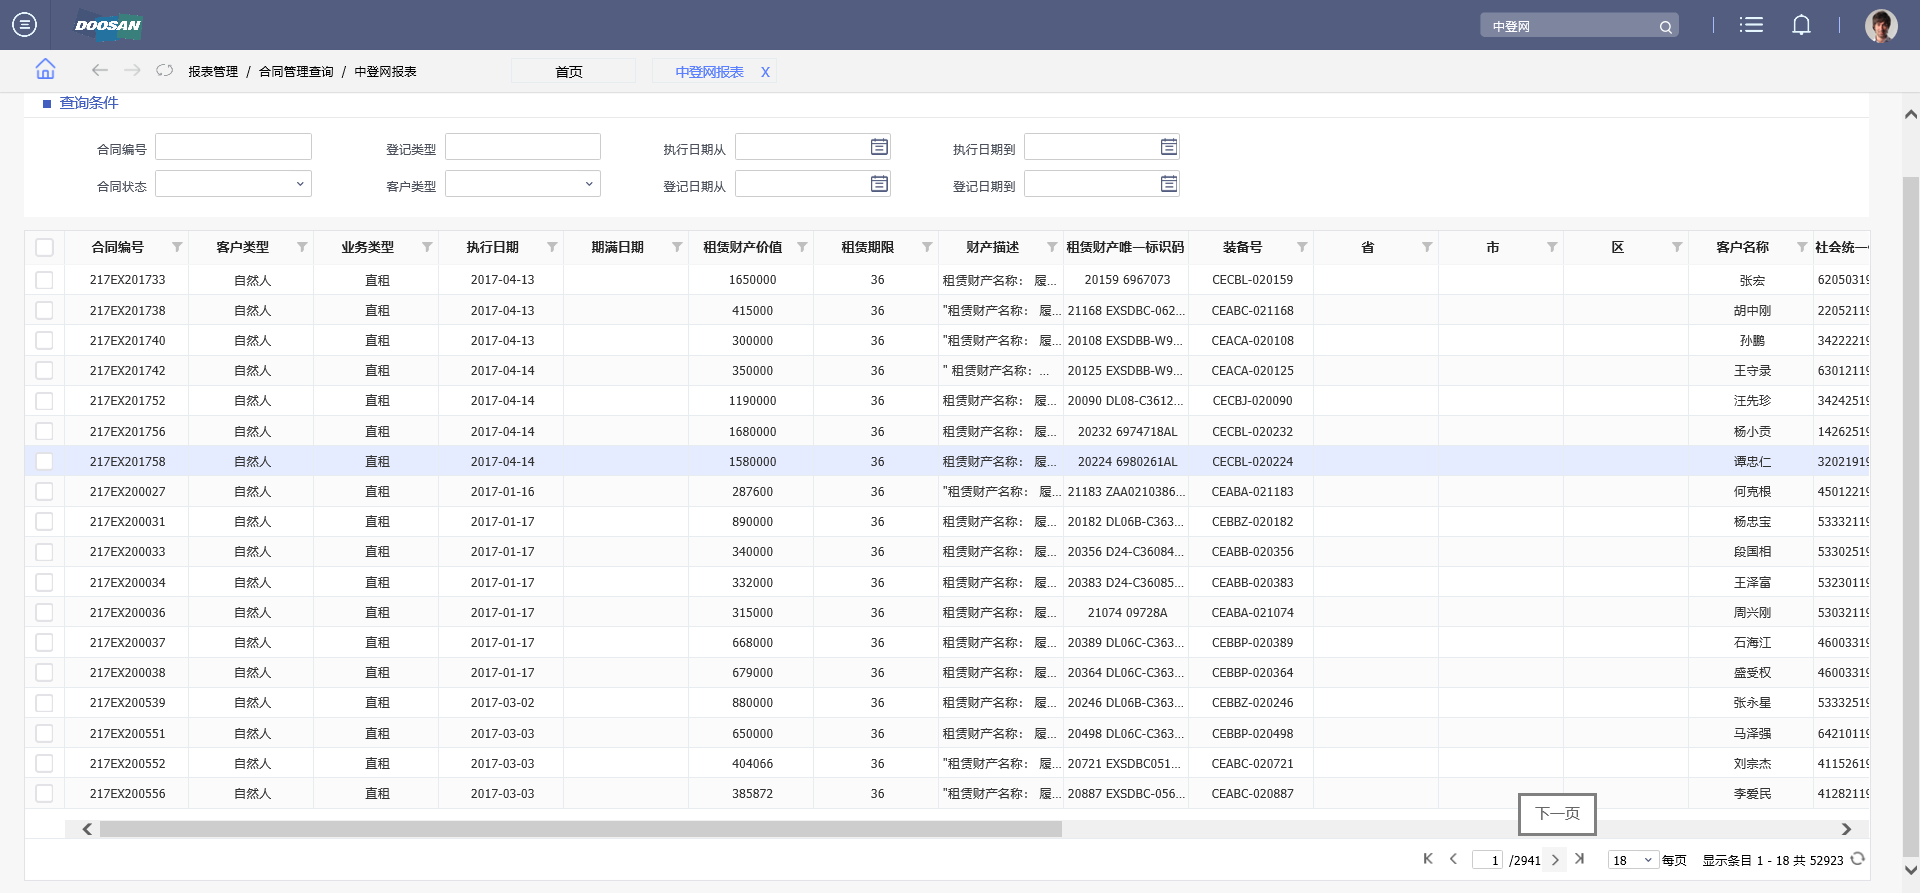 DOOSAN 中登网
报表管理 / 合同管理查询 / 中登网报表 首页 中登网报表 X
查询条件
合同编号 登记类型 执行日期从 执行日期到
合同状态 客户类型 登记日期从 登记日期到
合同编号 客户类型 业务类型 执行日期 期满日期 租赁财产价值 租赁期限 财产描述 租赁财产唯一标识码 装备号 省 市 区 客户名称 社会统一
217EX201733 自然人 直租 2017-04-13 1650000 36 租赁财产名称： 履... 20159 6967073 CECBL-020159 张宏 62050319
217EX201738 自然人 直租 2017-04-13 415000 36 "租赁财产名称： 履... 21168 EXSDBC-062... CEABC-021168 胡中刚 22052119
217EX201740 自然人 直租 2017-04-13 300000 36 "租赁财产名称： 履... 20108 EXSDBB-W9... CEACA-020108 孙鹏 34222219
217EX201742 自然人 直租 2017-04-14 350000 36 " 租赁财产名称： ... 20125 EXSDBB-W9... CEACA-020125 王守录 63012119
217EX201752 自然人 直租 2017-04-14 1190000 36 租赁财产名称： 履... 20090 DL08-C3612... CECBJ-020090 汪先珍 34242519
217EX201756 自然人 直租 2017-04-14 1680000 36 租赁财产名称： 履... 20232 6974718AL CECBL-020232 杨小贡 14262519
217EX201758 自然人 直租 2017-04-14 1580000 36 租赁财产名称： 履... 20224 6980261AL CECBL-020224 谭忠仁 32021919
217EX200027 自然人 直租 2017-01-16 287600 36 "租赁财产名称： 履... 21183 ZAA0210386... CEABA-021183 何克根 45012219
217EX200031 自然人 直租 2017-01-17 890000 36 租赁财产名称： 履... 20182 DL06B-C363... CEBBZ-020182 杨忠宝 53332119
217EX200033 自然人 直租 2017-01-17 340000 36 租赁财产名称： 履... 20356 D24-C36084... CEABB-020356 段国相 53302519
217EX200034 自然人 直租 2017-01-17 332000 36 租赁财产名称： 履... 20383 D24-C36085... CEABB-020383 王泽富 53230119
217EX200036 自然人 直租 2017-01-17 315000 36 租赁财产名称： 履... 21074 09728A CEABA-021074 周兴刚 53032119
217EX200037 自然人 直租 2017-01-17 668000 36 租赁财产名称： 履... 20389 DL06C-C363... CEBBP-020389 石海江 46003319
217EX200038 自然人 直租 2017-01-17 679000 36 租赁财产名称： 履... 20364 DL06C-C363... CEBBP-020364 盛受权 46003319
217EX200539 自然人 直租 2017-03-02 880000 36 租赁财产名称： 履... 20246 DL06B-C363... CEBBZ-020246 张永星 53332519
217EX200551 自然人 直租 2017-03-03 650000 36 租赁财产名称： 履... 20498 DL06C-C363... CEBBP-020498 马泽强 64210119
217EX200552 自然人 直租 2017-03-03 404066 36 "租赁财产名称： 履... 20721 EXSDBC051... CEABC-020721 刘宗杰 41152619
217EX200556 自然人 直租 2017-03-03 385872 36 "租赁财产名称： 履... 20887 EXSDBC-056... CEABC-020887 李爱民 41282119
下一页
1 /2941 18 每页 显示条目 1 - 18 共 52923